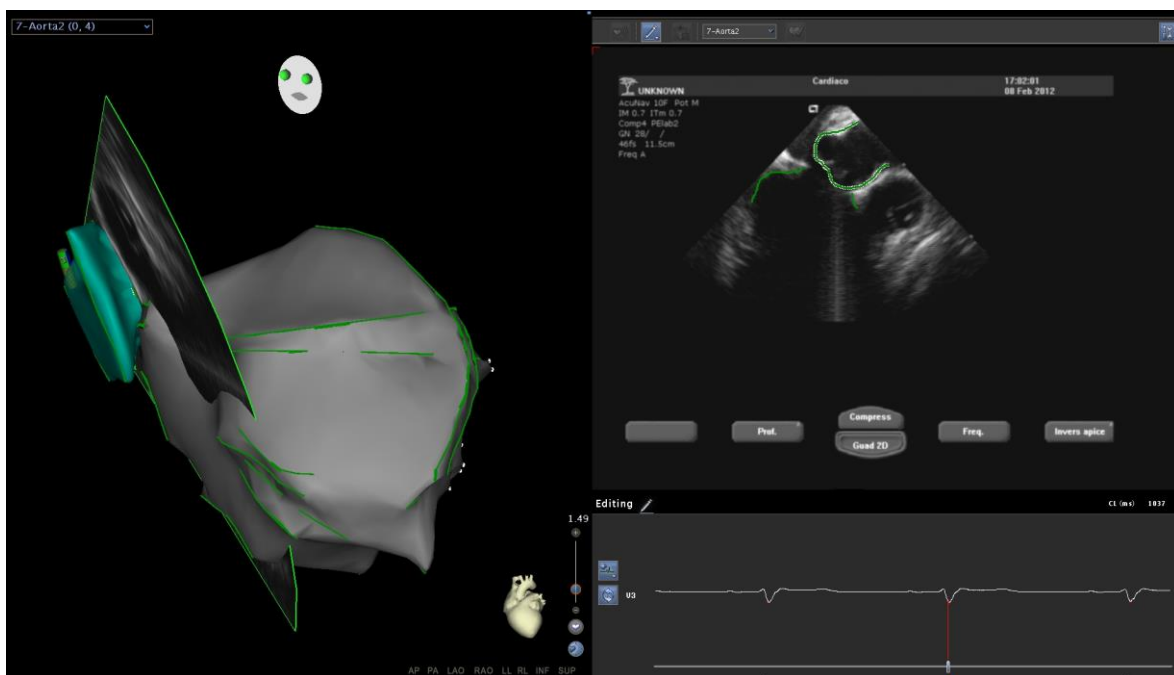 7-Aorta2 (0, 4)
7-Aorta2
Cardiaco
17:02:01
UNKNOWN
08 Feb 2012
AcuNav 10F Pot M
IM 0.7 ITm 0.7
Comp4 PElab2
GN 28/ /
46fs 11.5cm
Freq A
Compress
Prof.
Guad 2D
Freq.
Invers apice
Editing
CL (ms) 1037
1.49
V3
AP PA LAO RAO LL RL INF SUP